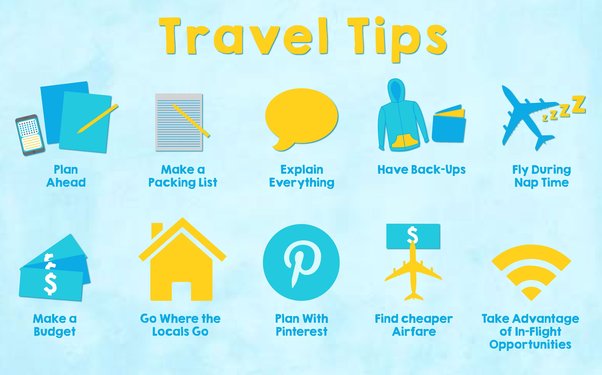 Travel Tips
Plan
Ahead
Make a
Packing List
Explain
Everything
Have Back-Ups
zzzz
Fly During
Nap Time
$
Make a
Budget
Go Where the
Locals Go
Plan With
Pinterest
$
Find cheaper
Airfare
Take Advantage
of In-Flight
Opportunities